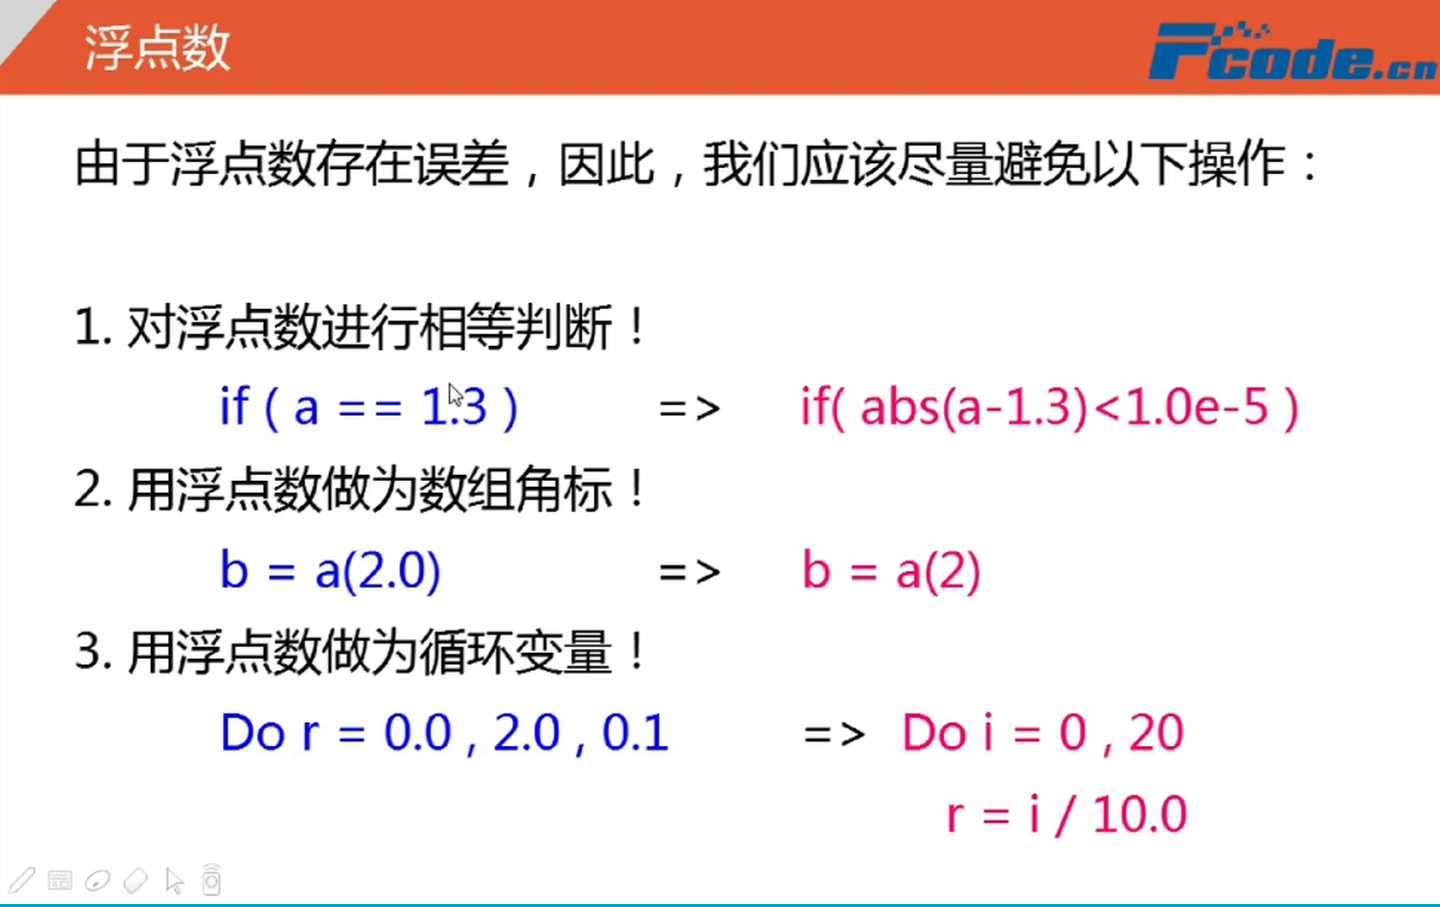 浮点数
Fcode.cn
由于浮点数存在误差，因此，我们应该尽量避免以下操作：
1. 对浮点数进行相等判断！
if ( a == 1.3 ) => if( abs(a-1.3)<1.0e-5 )
2. 用浮点数做为数组角标！
b = a(2.0) => b = a(2)
3. 用浮点数做为循环变量！
Do r = 0.0 , 2.0 , 0.1 => Do i = 0 , 20
r = i / 10.0